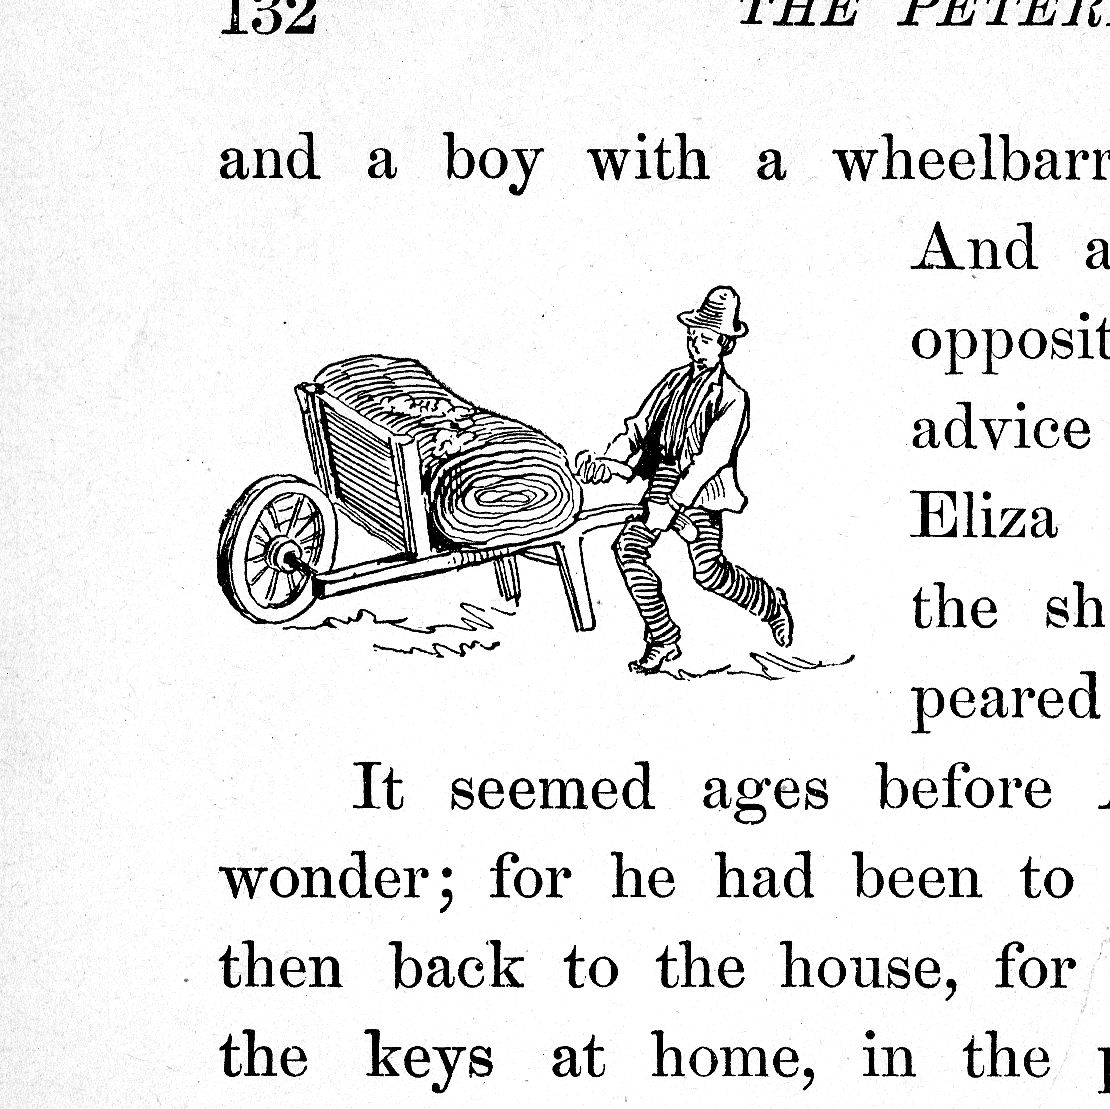 132 THE PETER
and a boy with a wheelbarr
And a
opposit
advice
Eliza
the sh
peared
It seemed ages before
wonder; for he had been to
then back to the house, for
the keys at home, in the